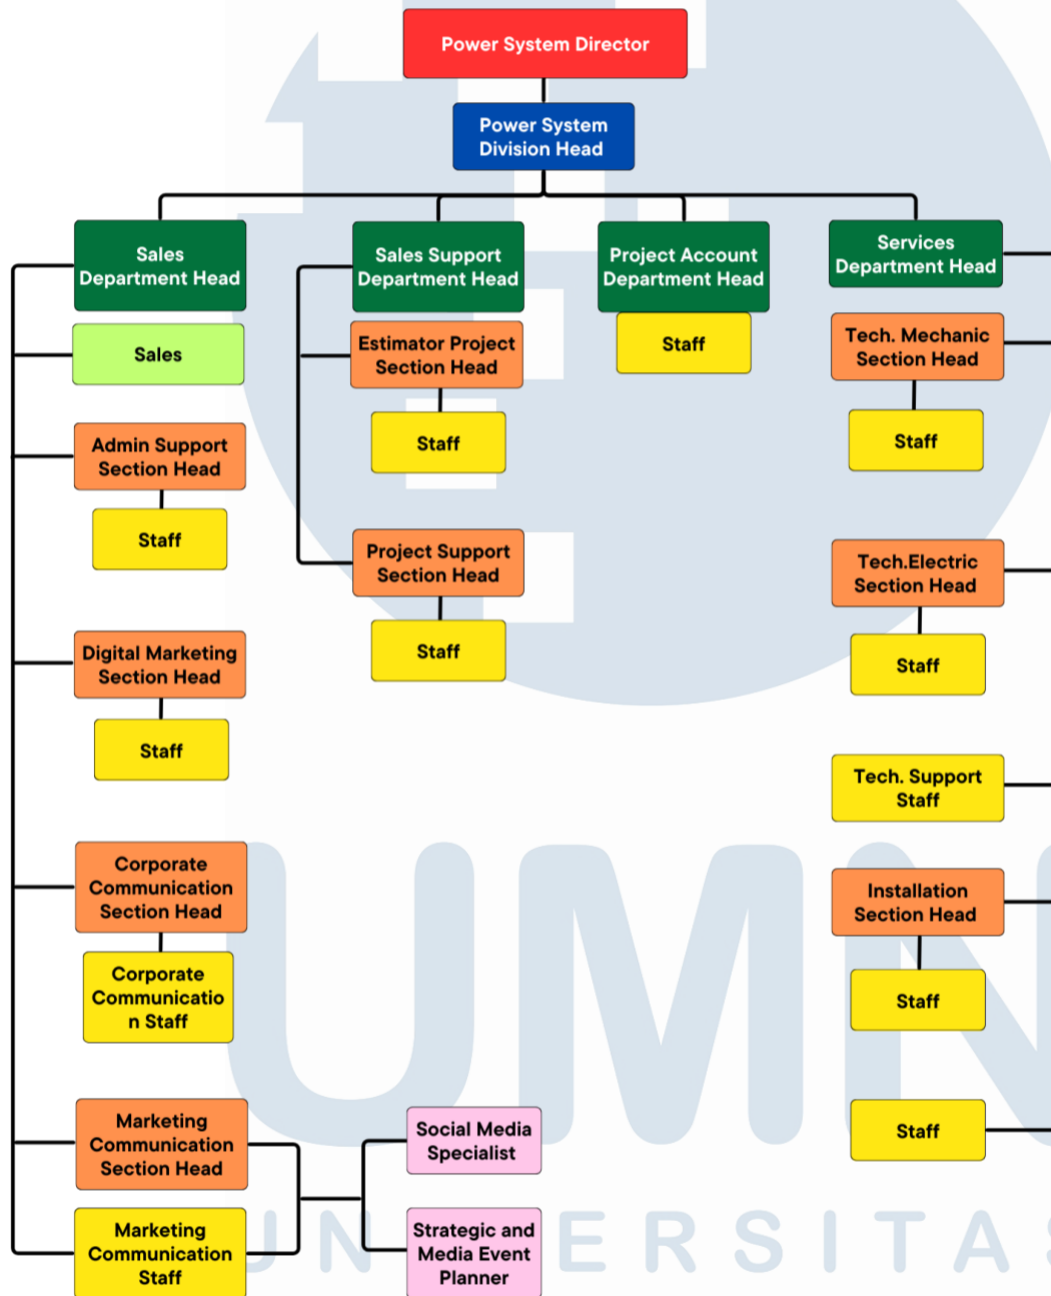 Power System Director
Power System
Division Head
Sales
Department Head
Sales Support
Department Head
Project Account
Department Head
Services
Department Head
Sales
Estimator Project
Section Head
Staff
Tech. Mechanic
Section Head
Staff
Staff
Admin Support
Section Head
Staff
Project Support
Section Head
Staff
Tech.Electric
Section Head
Staff
Digital Marketing
Section Head
Staff
Tech. Support
Staff
Corporate
Communication
Section Head
Corporate
Communicatio
n Staff
Installation
Section Head
Staff
Staff
Marketing
Communication
Section Head
Social Media
Specialist
Marketing
Communication
Staff
Strategic and
Media Event
Planner
UMN
UNIVERSITAS